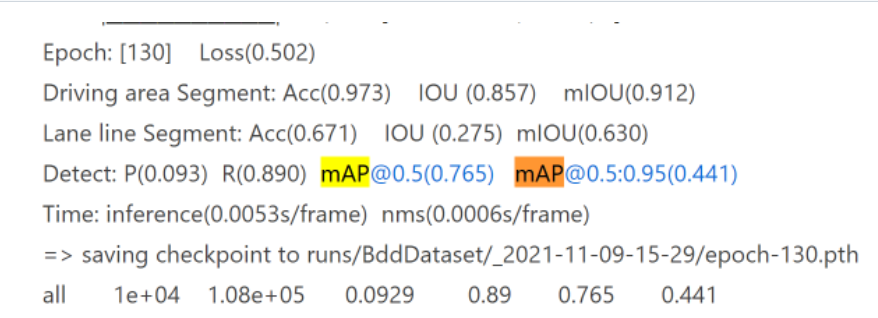 Epoch: [130] Loss(0.502)
Driving area Segment: Acc(0.973) IOU (0.857) mIOU(0.912)
Lane line Segment: Acc(0.671) IOU (0.275) mIOU(0.630)
Detect: P(0.093) R(0.890) mAP@0.5(0.765) mAP@0.5:0.95(0.441)
Time: inference(0.0053s/frame) nms(0.0006s/frame)
=> saving checkpoint to runs/BddDataset/_2021-11-09-15-29/epoch-130.pth
all 1e+04 1.08e+05 0.0929 0.89 0.765 0.441